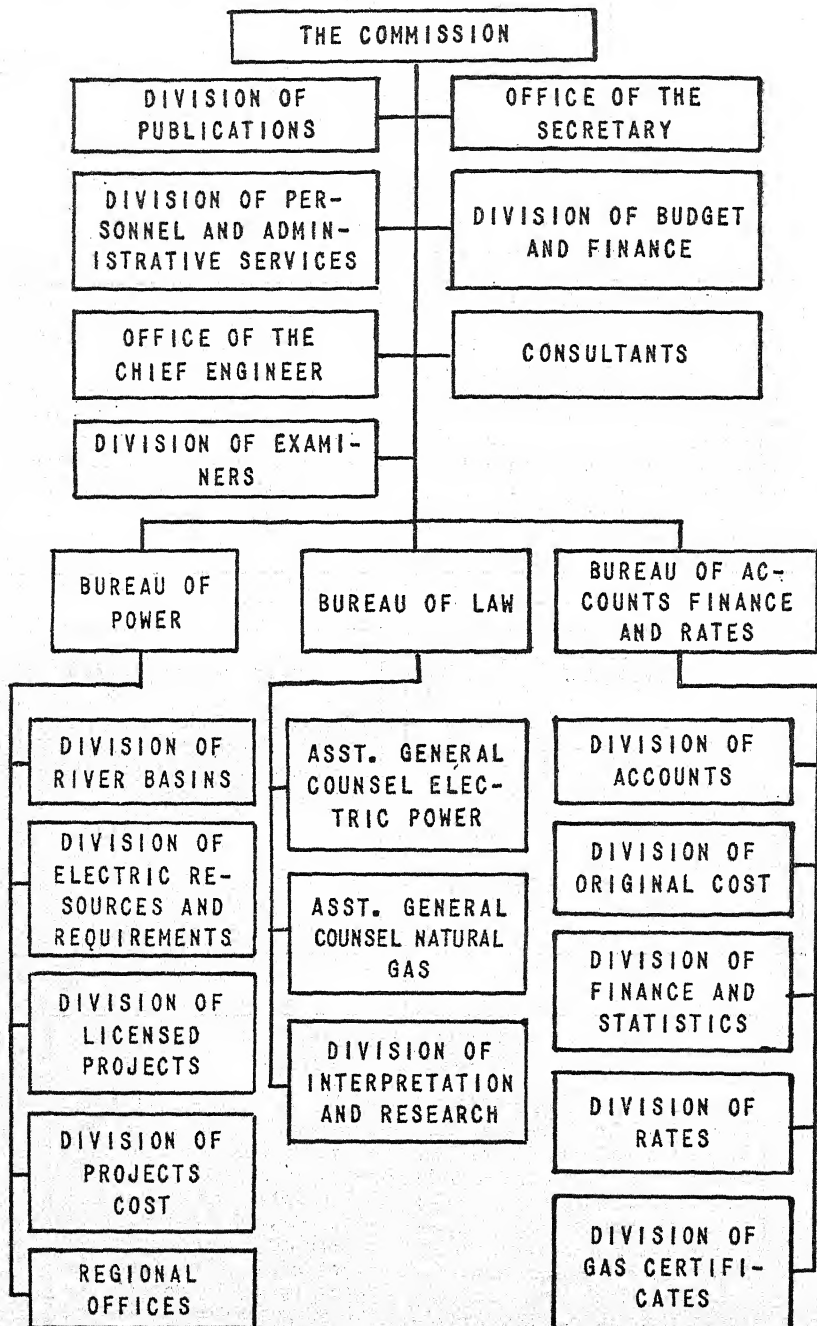 THE COMMISSION
DIVISION OF
PUBLICATIONS
OFFICE OF THE
SECRETARY
DIVISION OF PER-
SONNEL AND ADMIN-
ISTRATIVE SERVICES
DIVISION OF BUDGET
AND FINANCE
OFFICE OF THE
CHIEF ENGINEER
CONSULTANTS
DIVISION OF EXAMI-
NERS
BUREAU OF
POWER
BUREAU OF LAW
BUREAU OF AC-
COUNTS FINANCE
AND RATES
DIVISION OF
RIVER BASINS
DIVISION OF
ELECTRIC RE-
SOURCES AND
REQUIREMENTS
DIVISION OF
LICENSED
PROJECTS
DIVISION OF
PROJECTS
COST
REGIONAL
OFFICES
ASST. GENERAL
COUNSEL ELEC-
TRIC POWER
ASST. GENERAL
COUNSEL NATURAL
GAS
DIVISION OF
INTERPRETATION
AND RESEARCH
DIVISION OF
ACCOUNTS
DIVISION OF
ORIGINAL COST
DIVISION OF
FINANCE AND
STATISTICS
DIVISION OF
RATES
DIVISION OF
GAS CERTIFI-
CATES